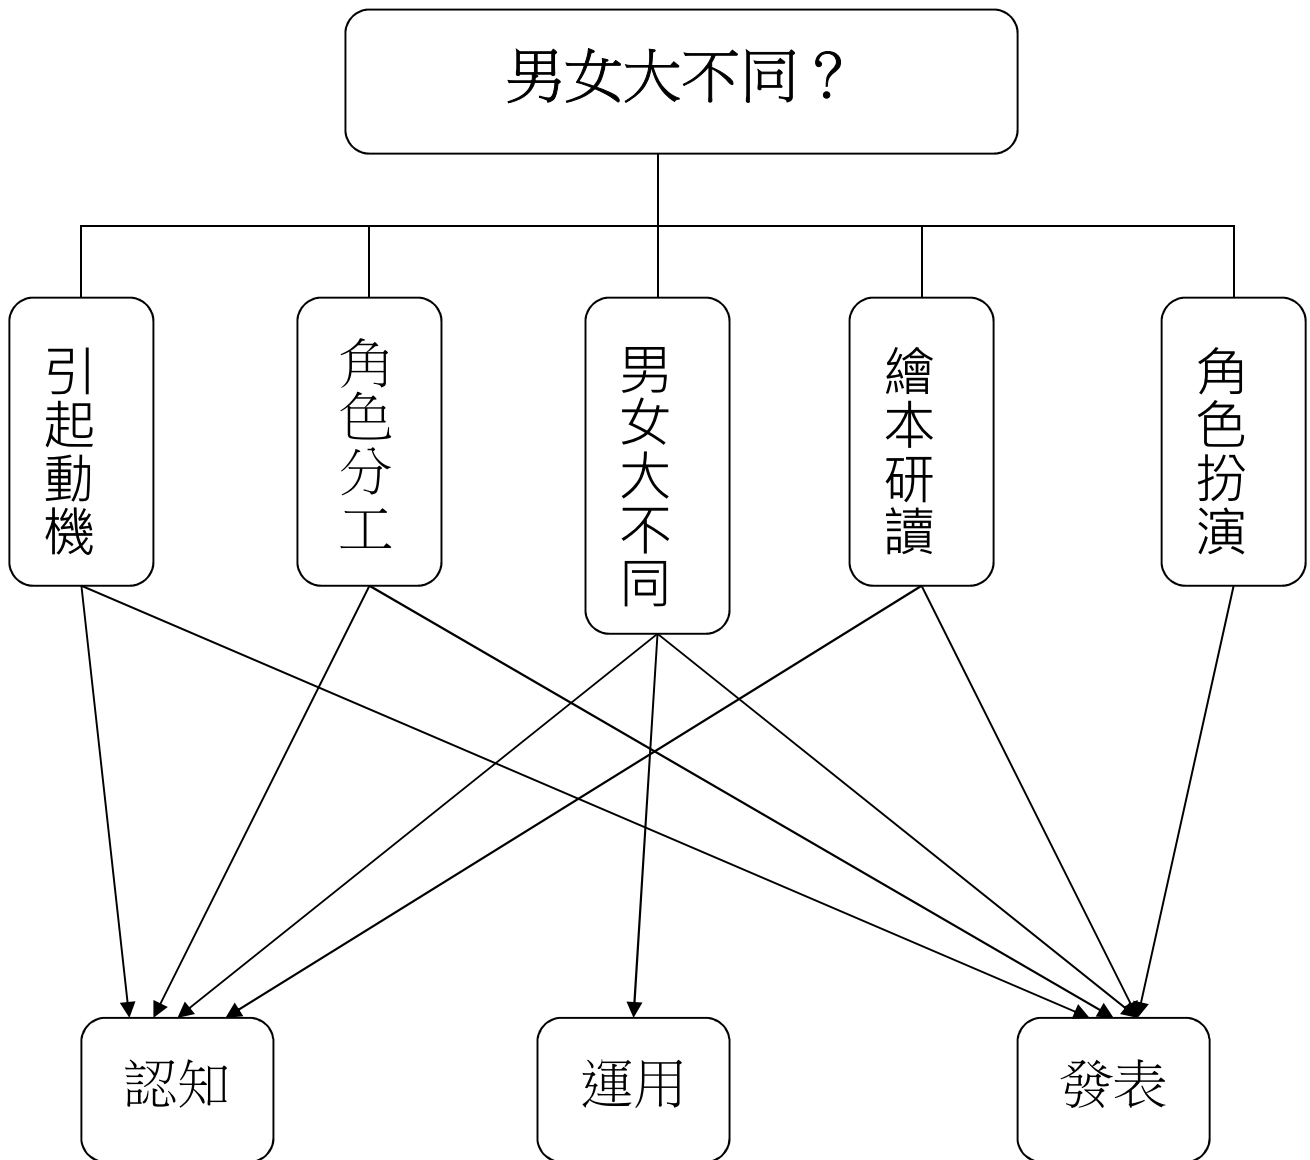 男女大不同？
引起動機
角色分工
男女大不同
繪本研讀
角色扮演
認知
運用
發表